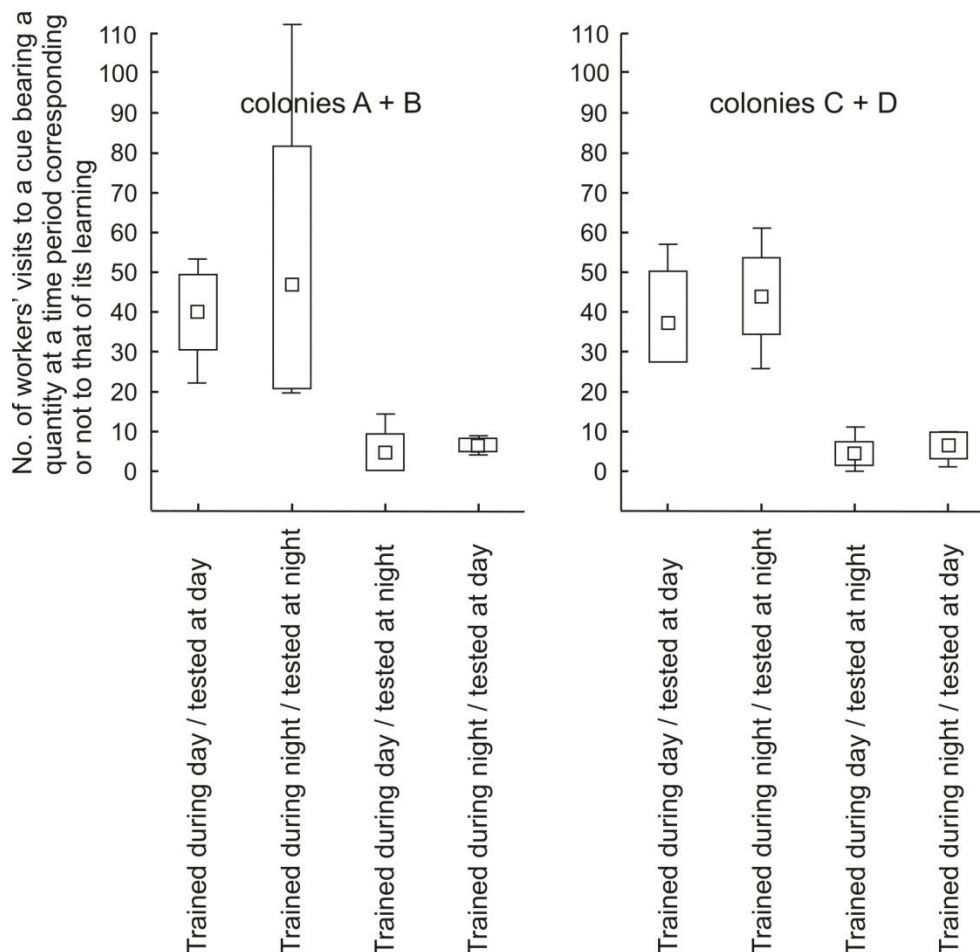 No. of workers' visits to a cue bearing a
quantity at a time period corresponding
or not to that of its learning
110
100
90
80
70
60
50
40
30
20
10
0
colonies A + B
Trained during day / tested at day
Trained during night / tested at night
Trained during day / tested at night
Trained during night / tested at day
110
100
90
80
70
60
50
40
30
20
10
0
colonies C + D
Trained during day / tested at day
Trained during night / tested at night
Trained during day / tested at night
Trained during night / tested at day